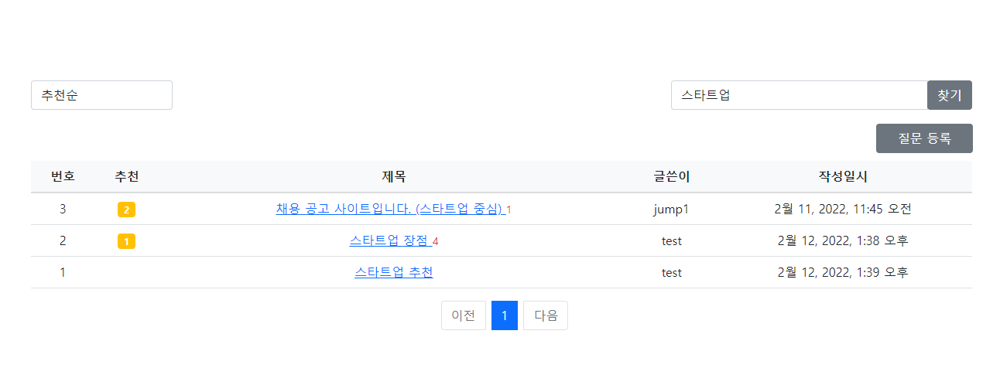 추천순 스타트업 찾기
질문 등록
번호 추천 제목 글쓴이 작성일시
3 2 채용 공고 사이트입니다. (스타트업 중심) 1 jump1 2월 11, 2022, 11:45 오전
2 1 스타트업 장점 4 test 2월 12, 2022, 1:38 오후
1 스타트업 추천 test 2월 12, 2022, 1:39 오후
이전 1 다음